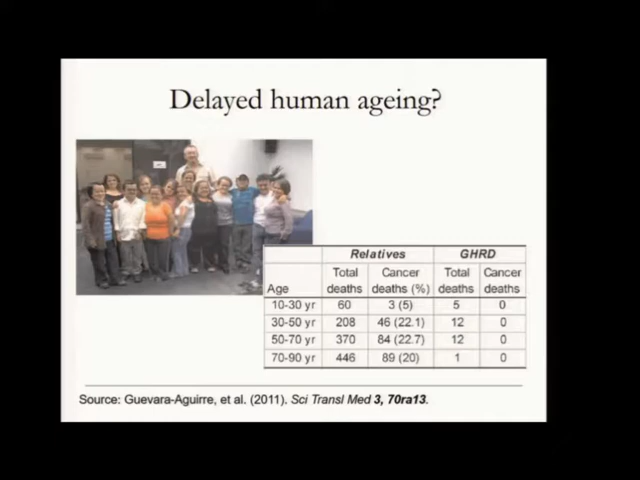 Delayed human ageing?
Relatives GHRD
Age Total deaths Cancer deaths (%) Total deaths Cancer deaths
10-30 yr 60 3 (5) 5 0
30-50 yr 208 46 (22.1) 12 0
50-70 yr 370 84 (22.7) 12 0
70-90 yr 446 89 (20) 1 0
Source: Guevara-Aguirre, et al. (2011). Sci Transl Med 3, 70ra13.